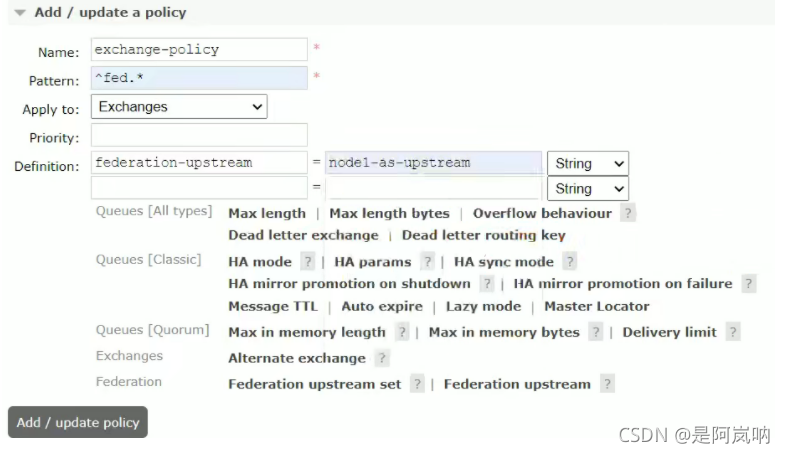 Add / update a policy
Name: exchange-policy *
Pattern: ^fed.* *
Apply to: Exchanges
Priority:
Definition: federation-upstream = node1-as-upstream String
= String
Queues [All types] Max length | Max length bytes | Overflow behaviour ?
Dead letter exchange | Dead letter routing key
Queues [Classic] HA mode ? | HA params ? | HA sync mode ?
HA mirror promotion on shutdown ? | HA mirror promotion on failure ?
Message TTL | Auto expire | Lazy mode | Master Locator
Queues [Quorum] Max in memory length ? | Max in memory bytes ? | Delivery limit ?
Exchanges Alternate exchange ?
Federation Federation upstream set ? | Federation upstream ?
Add / update policy
CSDN @是阿岚呐